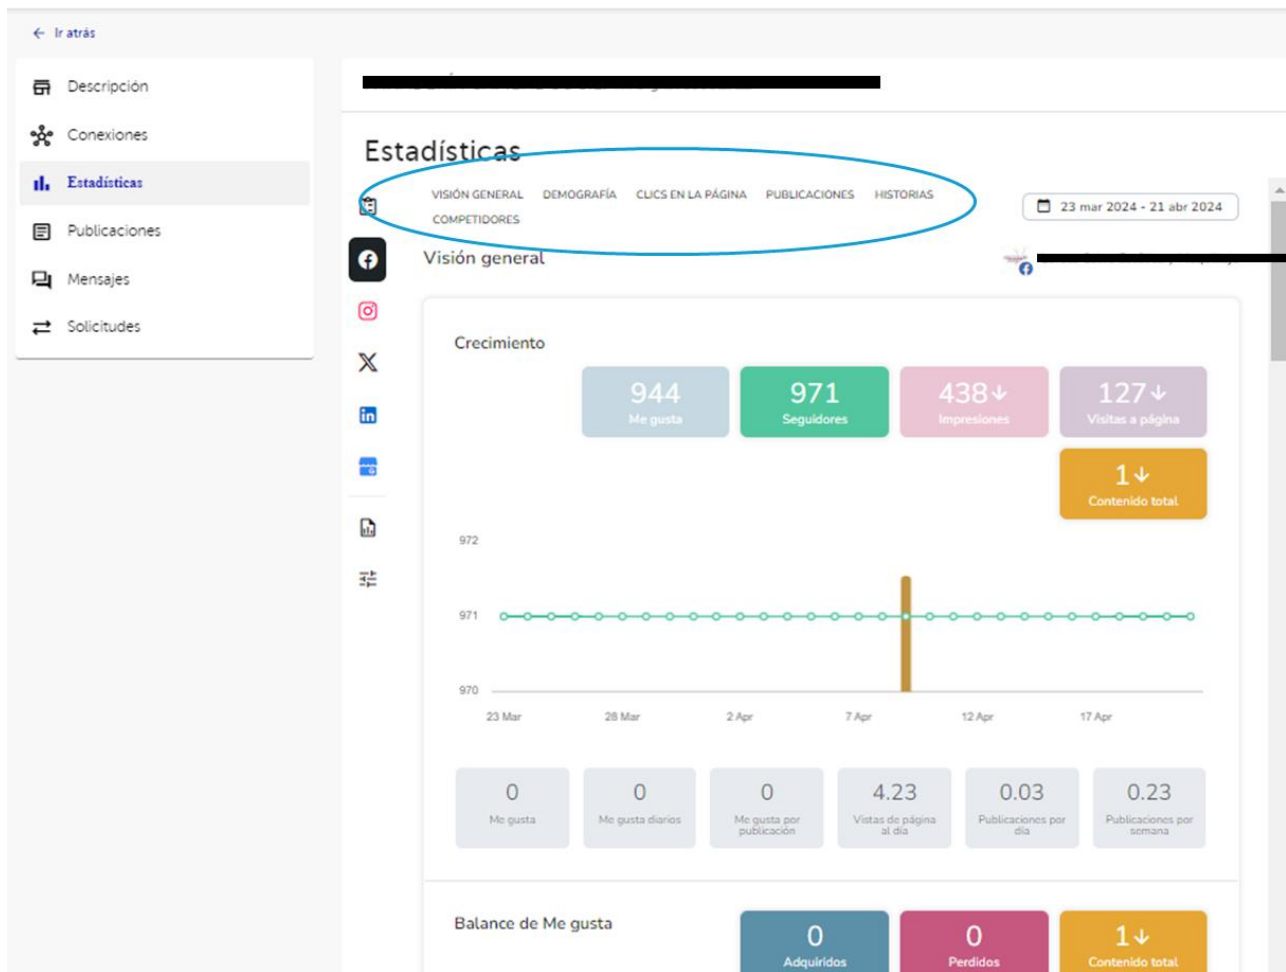 Ir atrás
Descripción
Conexiones
Estadísticas
Publicaciones
Mensajes
Solicitudes
Estadísticas
VISIÓN GENERAL DEMOGRAFÍA CLICS EN LA PÁGINA PUBLICACIONES HISTORIAS
COMPETIDORES
23 mar 2024 - 21 abr 2024
Visión general
Crecimiento
944
Me gusta
971
Seguidores
438
Impresiones
127
Visitas a página
1
Contenido total
972
971
970
23 Mar 28 Mar 2 Apr 7 Apr 12 Apr 17 Apr
0
Me gusta
0
Me gusta diarios
0
Me gusta por
publicación
4.23
Vistas de página
al día
0.03
Publicaciones por
día
0.23
Publicaciones por
semana
Balance de Me gusta
0
Adquiridos
0
Perdidos
1
Contenido total